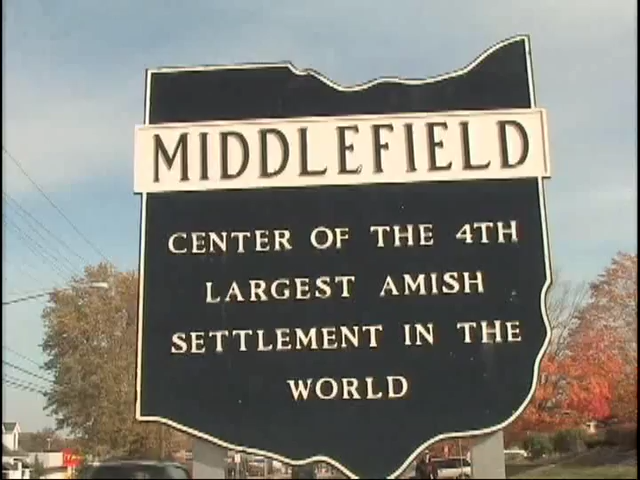 MIDDLEFIELD
CENTER OF THE 4TH
LARGEST AMISH
SETTLEMENT IN THE
WORLD